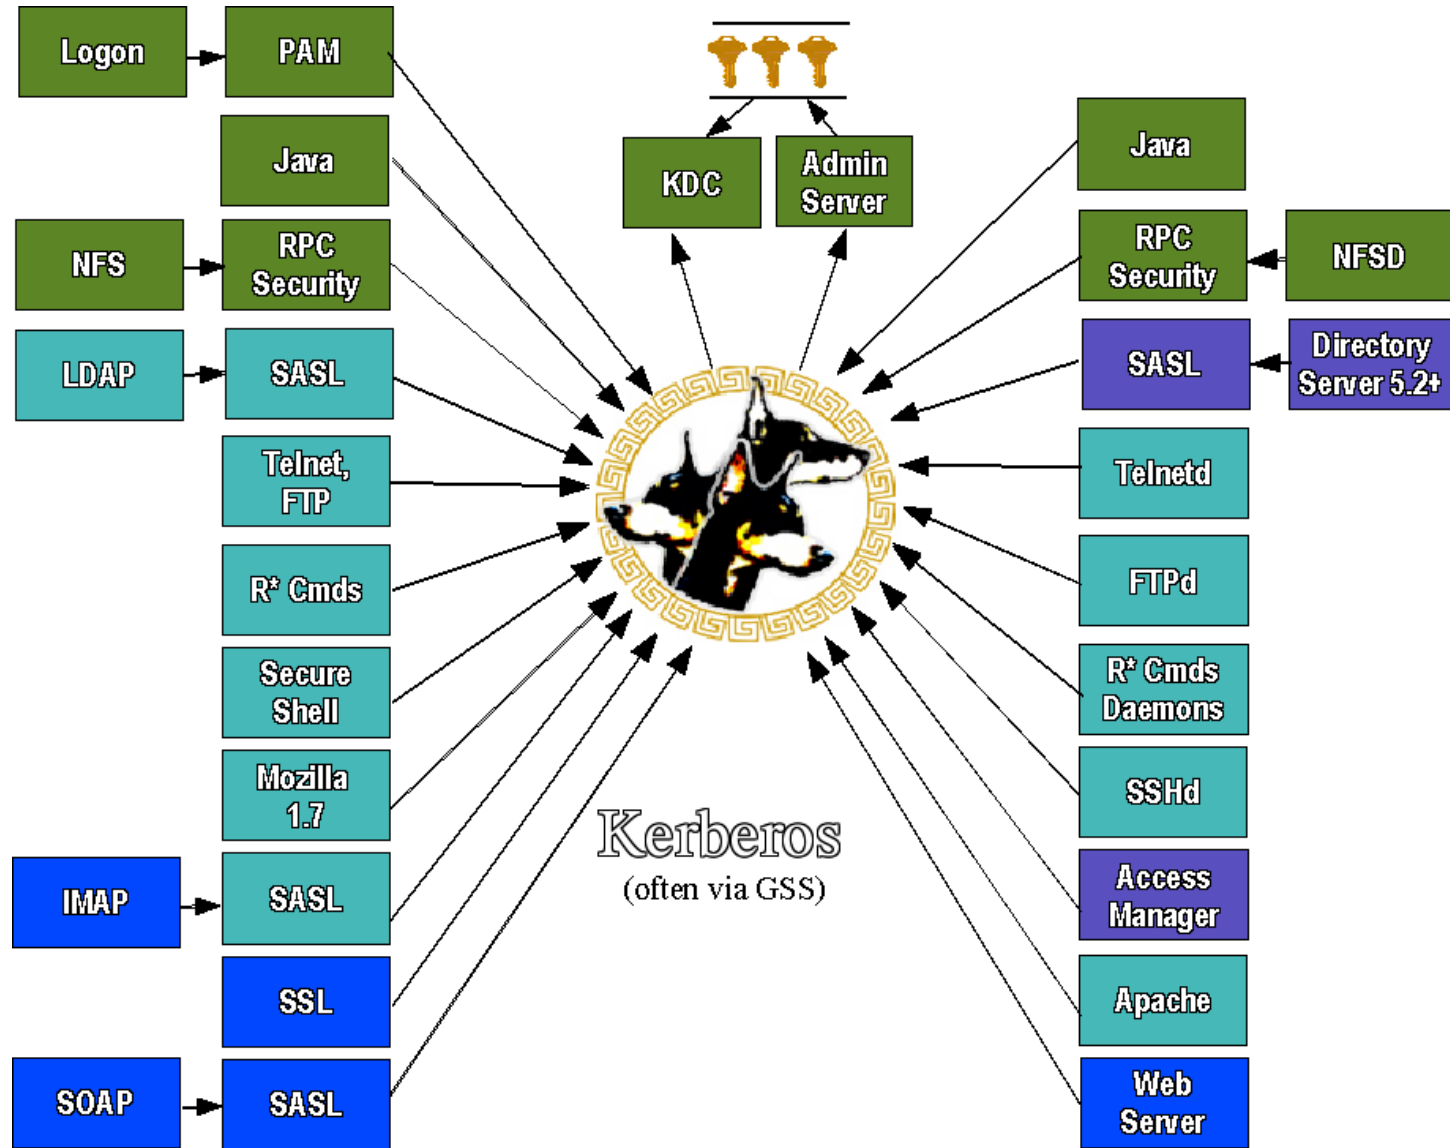 Logon
PAM
Java
NFS
RPC
Security
LDAP
SASL
Telnet,
FTP
R* Cmds
Secure
Shell
Mozilla
1.7
IMAP
SASL
SSL
SOAP
SASL
KDC
Admin
Server
Kerberos
(often via GSS)
Java
RPC
Security
NFSD
SASL
Directory
Server 5.2+
Telnetd
FTPd
R* Cmds
Daemons
SSHd
Access
Manager
Apache
Web
Server